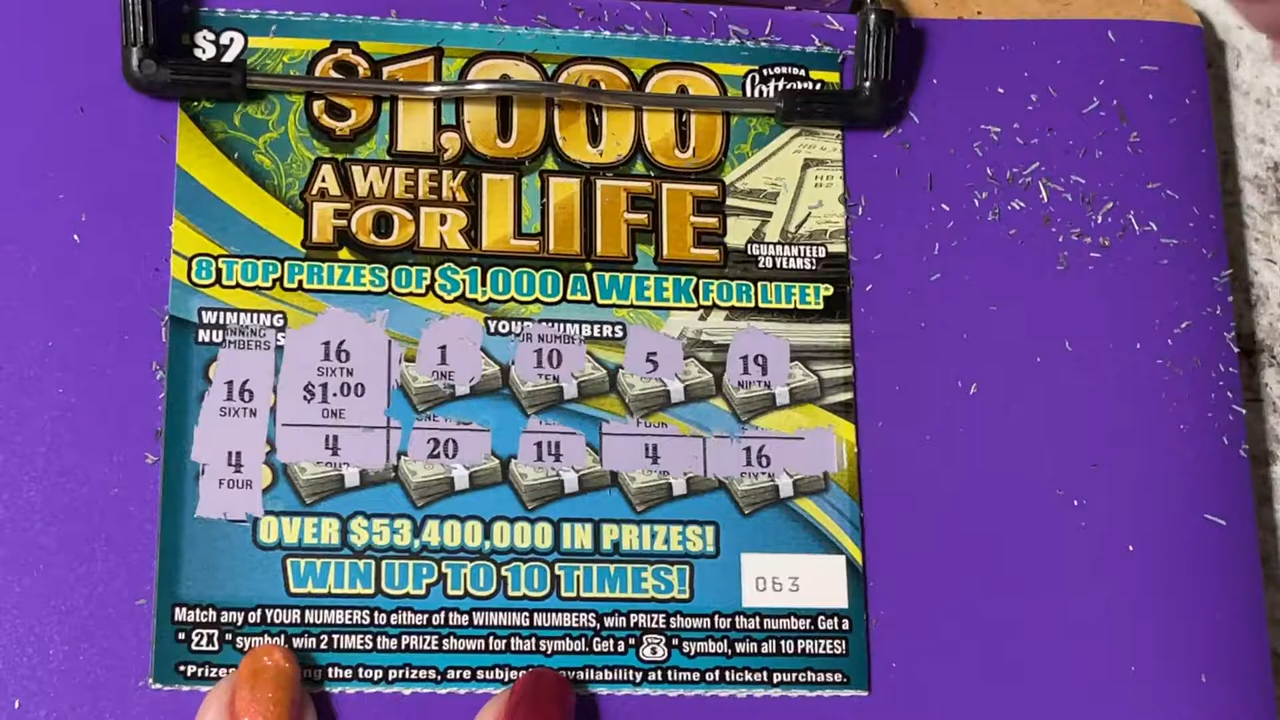 $2
$1,000
FLORIDA
Lottery
A WEEK
FOR LIFE
(GUARANTEED
20 YEARS)
8 TOP PRIZES OF $1,000 A WEEK FOR LIFE!*
WINNING
YOUR NUMBERS
16
SIXTN
$1.00
ONE
1
ONE
10
TEN
5
19
NINTN
16
SIXTN
4
FOUR
4
FOUR
20
14
FOUR
4
16
SIXTN
OVER $53,400,000 IN PRIZES!
WIN UP TO 10 TIMES!
063
Match any of YOUR NUMBERS to either of the WINNING NUMBERS, win PRIZE shown for that number. Get a
"2X" symbol, win 2 TIMES the PRIZE shown for that symbol. Get a " $ " symbol, win all 10 PRIZES!
the top prizes, are availability at time of ticket purchase.